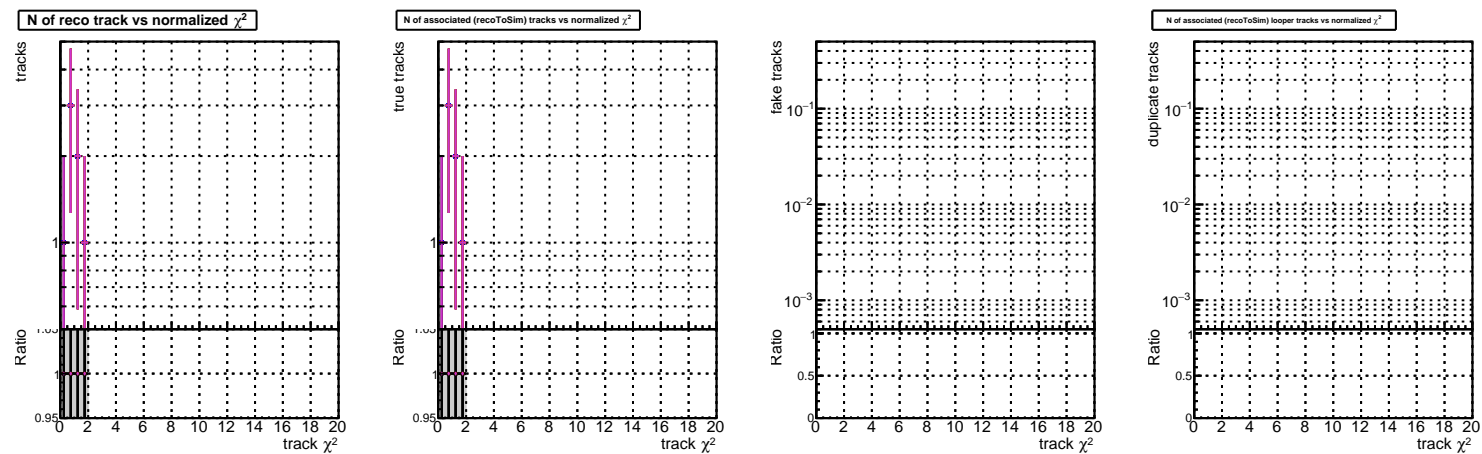 N of reco track vs normalized χ²
tracks
1
Ratio
1.05
1
0.95
0 2 4 6 8 10 12 14 16 18 20
track χ²
N of associated (recoToSim) tracks vs normalized χ²
true tracks
1
Ratio
1.05
1
0.95
0 2 4 6 8 10 12 14 16 18 20
track χ²
fake tracks
10⁻¹
10⁻²
10⁻³
Ratio
1
0.5
0
0 2 4 6 8 10 12 14 16 18 20
track χ²
N of associated (recoToSim) looper tracks vs normalized χ²
duplicate tracks
10⁻¹
10⁻²
10⁻³
Ratio
1
0.5
0
0 2 4 6 8 10 12 14 16 18 20
track χ²